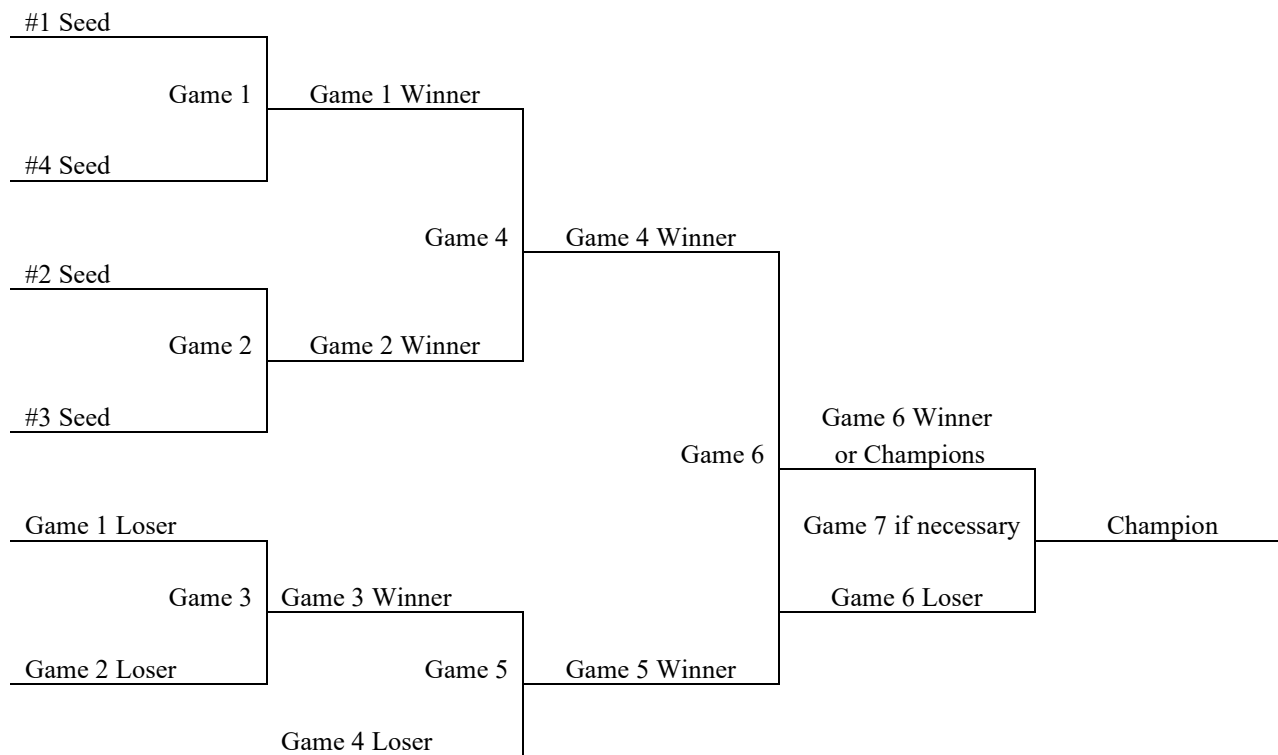 #1 Seed
Game 1
Game 1 Winner
#4 Seed
Game 4
Game 4 Winner
#2 Seed
Game 2
Game 2 Winner
#3 Seed
Game 6
Game 6 Winner
or Champions
Game 1 Loser
Game 7 if necessary
Champion
Game 3
Game 3 Winner
Game 6 Loser
Game 2 Loser
Game 5
Game 5 Winner
Game 4 Loser